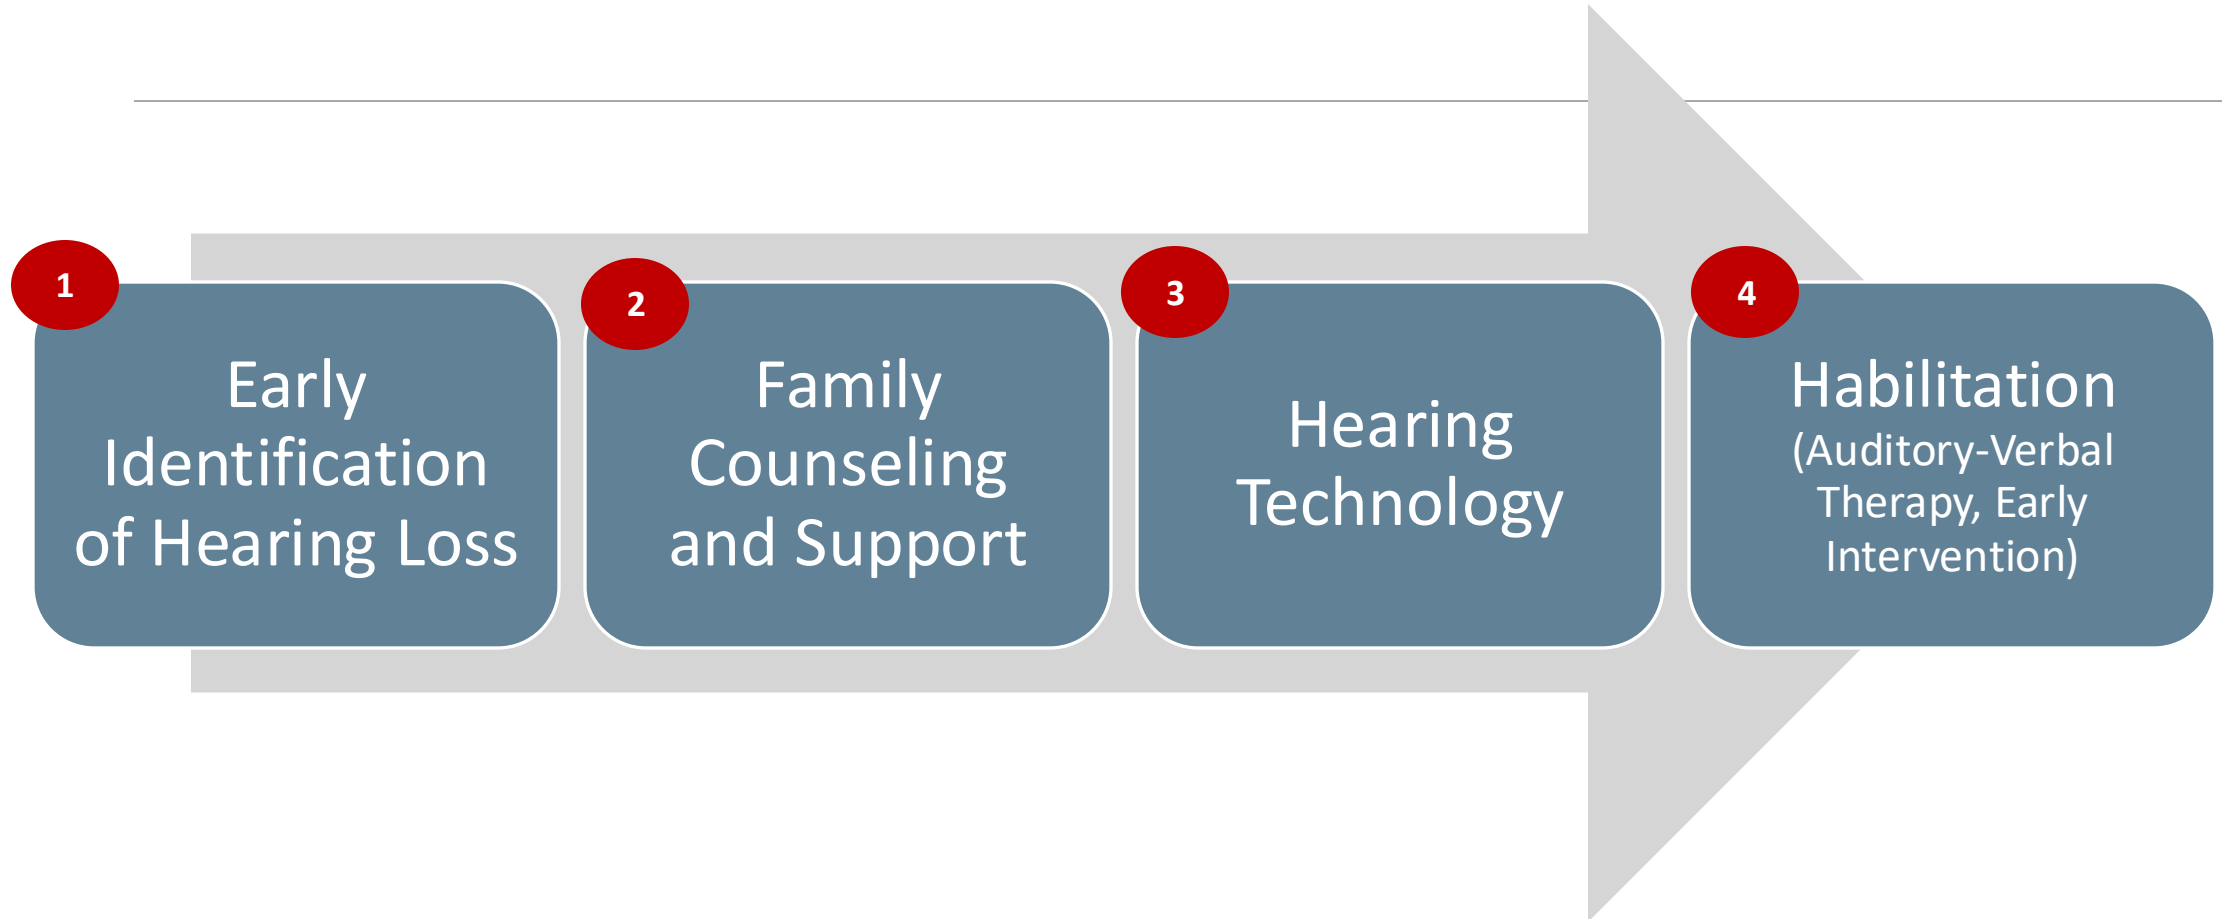 1
Early
Identification
of Hearing Loss
2
Family
Counseling
and Support
3
Hearing
Technology
4
Habilitation
(Auditory-Verbal
Therapy, Early
Intervention)